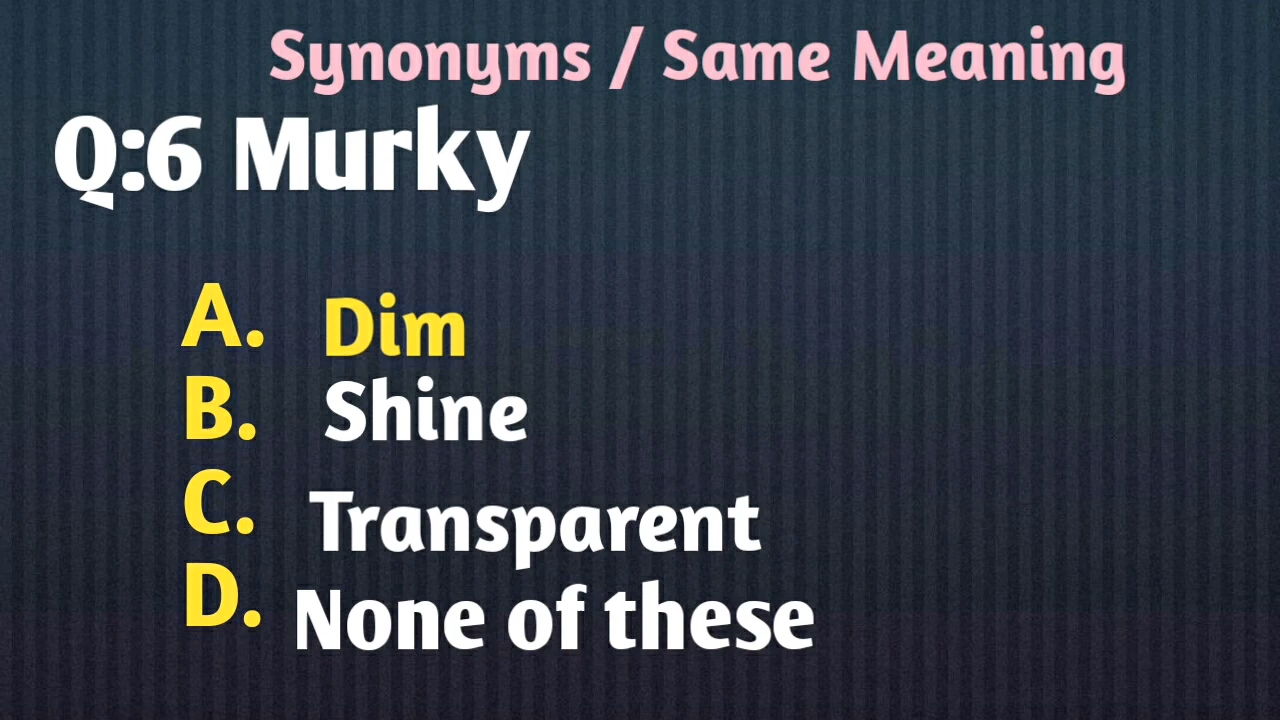 Synonyms / Same Meaning
Q:6 Murky
A. Dim
B. Shine
C. Transparent
D. None of these